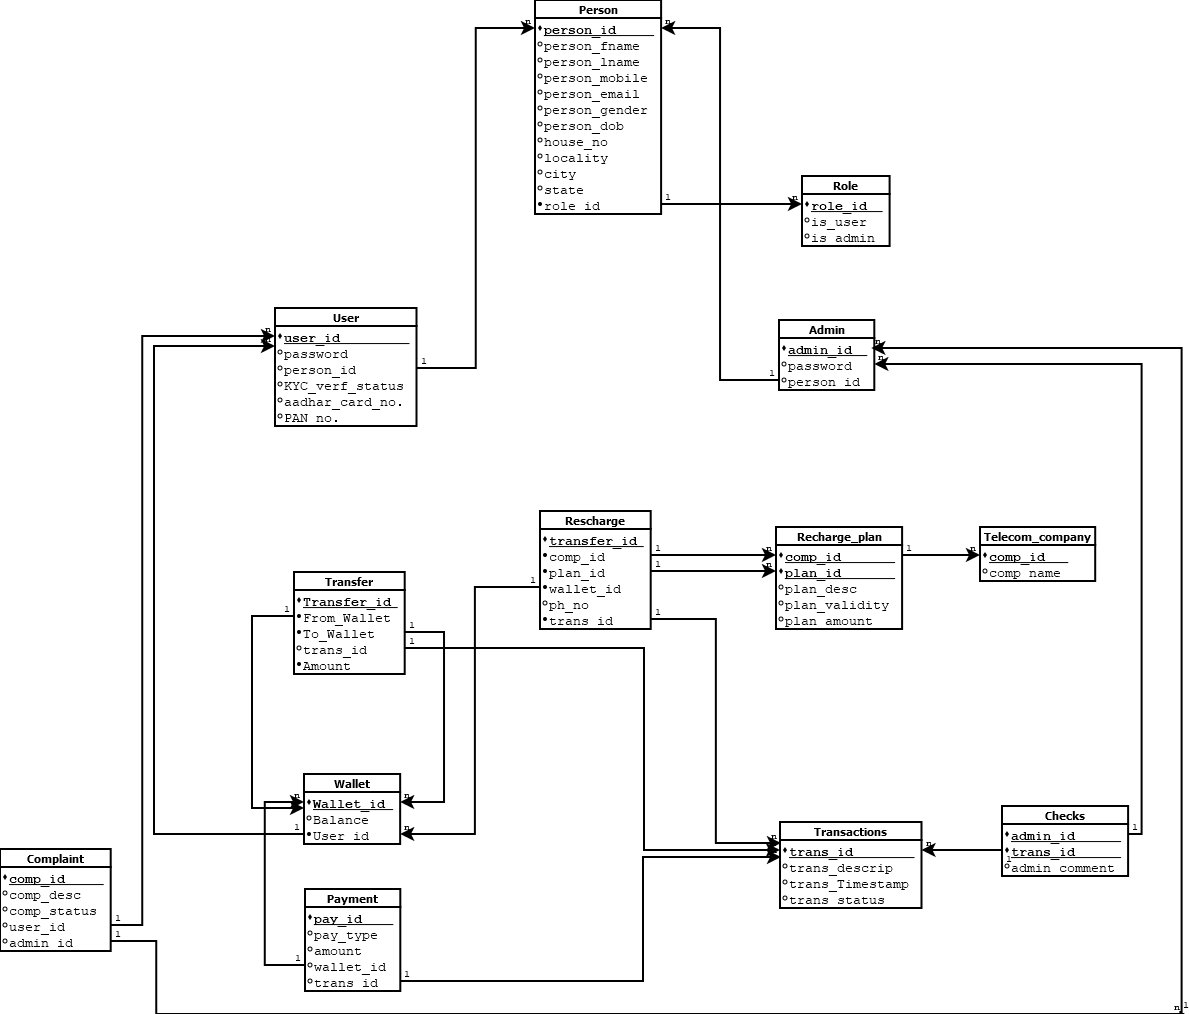 Person
person_id
person_fname
person_lname
person_mobile
person_email
person_gender
person_dob
house_no
locality
city
state
role_id
n
n
1
n
Role
role_id
is_user
is_admin
User
user_id
password
person_id
KYC_verf_status
aadhar_card_no.
PAN_no.
n
n
1
Admin
admin_id
password
person_id
1
n
n
Rescharge
transfer_id
comp_id
plan_id
wallet_id
ph_no
trans_id
1
1
1
1
Recharge_plan
comp_id
plan_id
plan_desc
plan_validity
plan_amount
n
n
1
Telecom_company
comp_id
comp_name
n
Transfer
Transfer_id
From_Wallet
To_Wallet
trans_id
Amount
1
1
1
Wallet
Wallet_id
Balance
User_id
n
n
n
n
1
Transactions
trans_id
trans_descrip
trans_Timestamp
trans_status
n
n
n
n
Checks
admin_id
trans_id
admin_comment
1
1
Complaint
comp_id
comp_desc
comp_status
user_id
admin_id
1
1
Payment
pay_id
pay_type
amount
wallet_id
trans_id
1
1
n
1